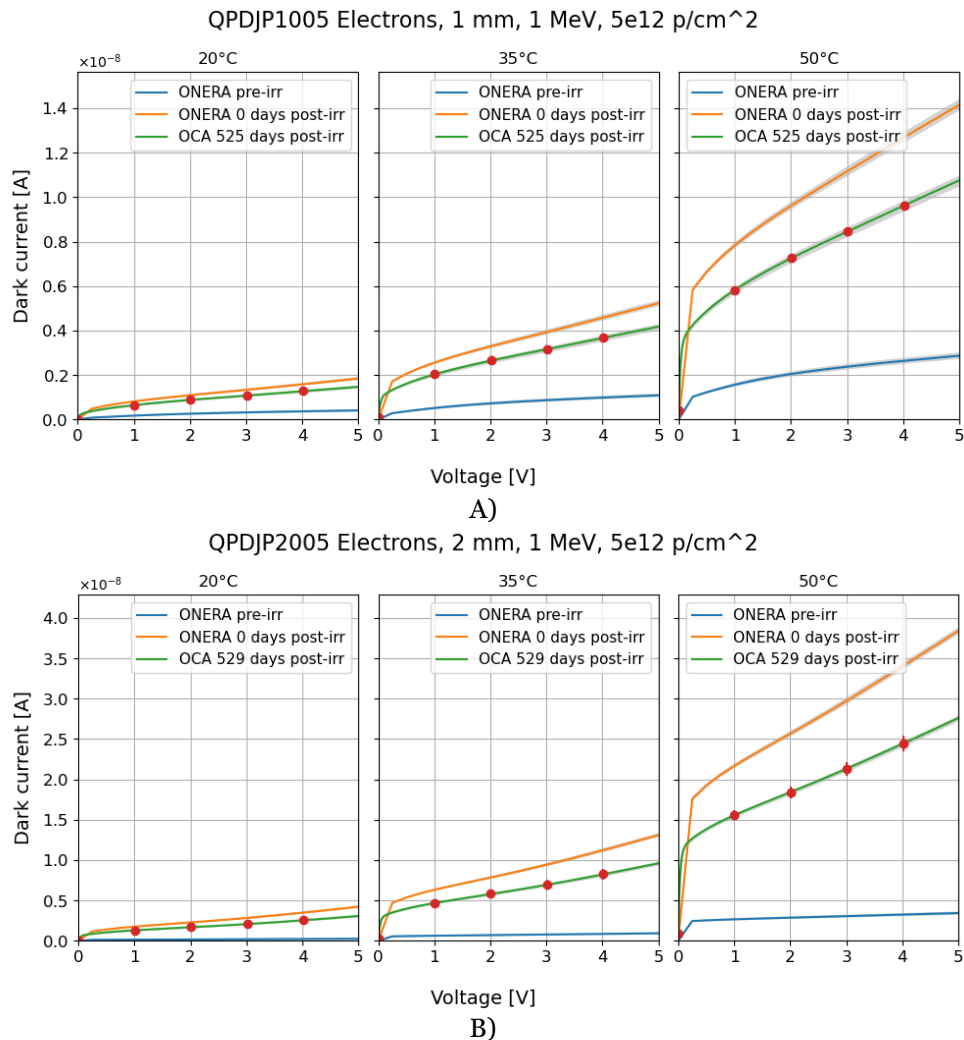 QPDJP1005 Electrons, 1 mm, 1 MeV, 5e12 p/cm^2
×10⁻⁸
20°C
35°C
50°C
ONERA pre-irr
ONERA 0 days post-irr
OCA 525 days post-irr
ONERA pre-irr
ONERA 0 days post-irr
OCA 525 days post-irr
ONERA pre-irr
ONERA 0 days post-irr
OCA 525 days post-irr
Dark current [A]
1.4
1.2
1.0
0.8
0.6
0.4
0.2
0.0
0 1 2 3 4 5
0 1 2 3 4 5
0 1 2 3 4 5
Voltage [V]
A)
QPDJP2005 Electrons, 2 mm, 1 MeV, 5e12 p/cm^2
×10⁻⁸
20°C
35°C
50°C
ONERA pre-irr
ONERA 0 days post-irr
OCA 529 days post-irr
ONERA pre-irr
ONERA 0 days post-irr
OCA 529 days post-irr
ONERA pre-irr
ONERA 0 days post-irr
OCA 529 days post-irr
Dark current [A]
4.0
3.5
3.0
2.5
2.0
1.5
1.0
0.5
0.0
0 1 2 3 4 5
0 1 2 3 4 5
0 1 2 3 4 5
Voltage [V]
B)